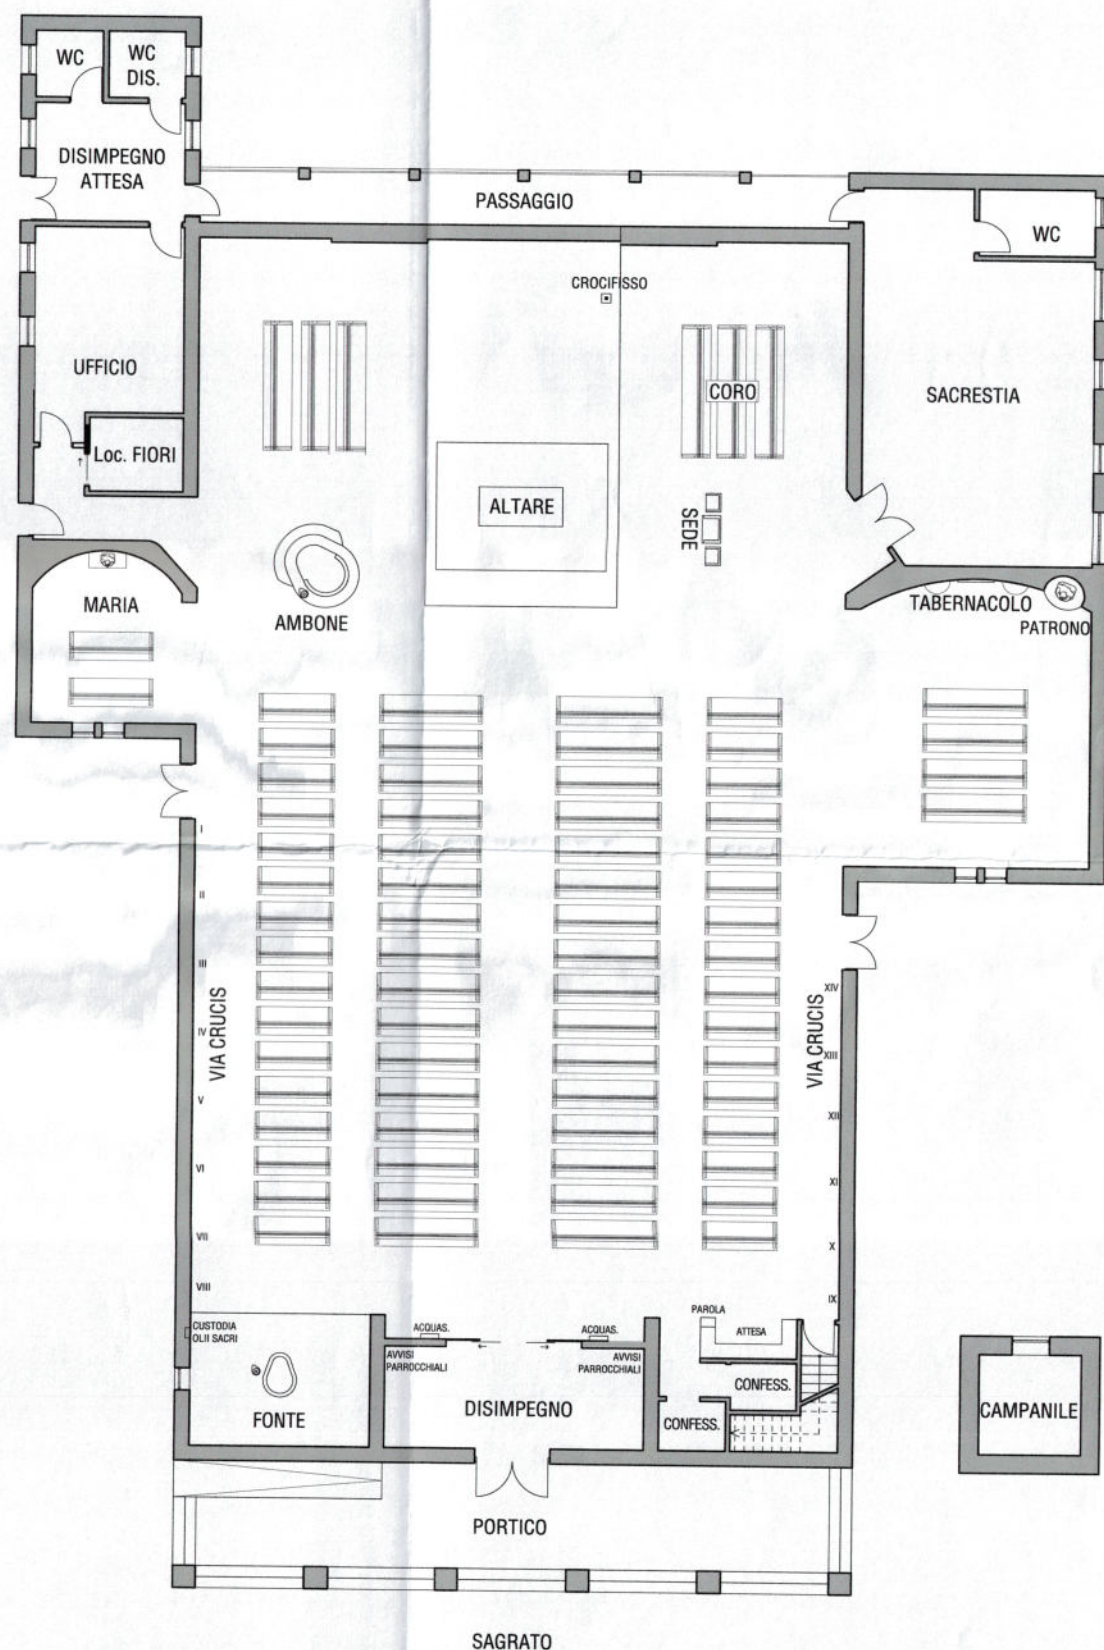 WC
WC
DIS.
DISIMPEGNO
ATTESA
PASSAGGIO
WC
CROCIFISSO
UFFICIO
CORO
SACRESTIA
Loc. FIORI
ALTARE
SEDE
MARIA
AMBONE
TABERNACOLO
PATRONO
I
II
III
IV
V
VI
VII
VIII
VIA CRUCIS
VIA CRUCIS
XIV
XIII
XII
XI
X
IX
CUSTODIA
OLII SACRI
ACQUAS.
ACQUAS.
PAROLA
ATTESA
AVVISI
PARROCCHIALI
AVVISI
PARROCCHIALI
CONFESS.
CONFESS.
FONTE
DISIMPEGNO
CAMPANILE
PORTICO
SAGRATO